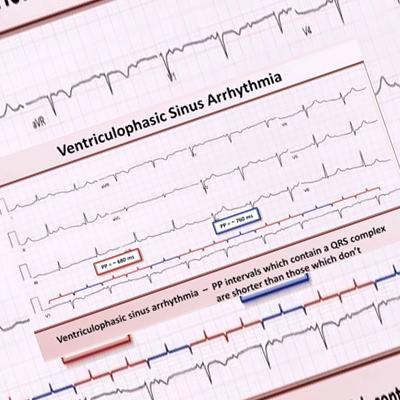 V4
V1
aVR
Ventriculophasic Sinus Arrhythmia
PP = ~ 760 ms
PP = ~ 680 ms
V1
Ventriculophasic sinus arrhythmia – PP intervals which contain a QRS complex
are shorter than those which don't